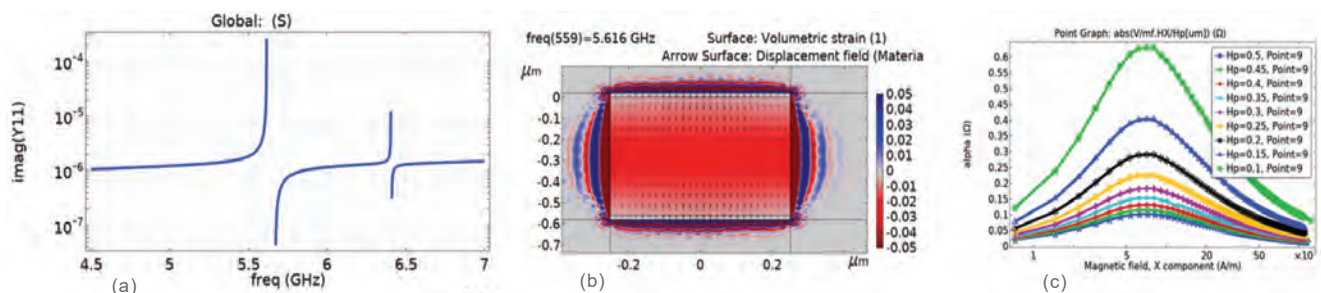 Global: (S)
imag(Y11)
10⁻⁴
10⁻⁵
10⁻⁶
10⁻⁷
4.5 5 5.5 6 6.5 7
freq (GHz)
(a)
freq(559)=5.616 GHz Surface: Volumetric strain (1)
Arrow Surface: Displacement field (Materia
µm
0
-0.1
-0.2
-0.3
-0.4
-0.5
-0.6
-0.7
-0.2 0 0.2 µm
0.05
0.04
0.03
0.02
0.01
0
-0.01
-0.02
-0.03
-0.04
-0.05
(b)
Point Graph: abs(V/mf.HX/Hp[um]) (Ω)
alpha (Ω)
0.6
0.55
0.5
0.45
0.4
0.35
0.3
0.25
0.2
0.15
0.1
0.05
0
Hp=0.5, Point=9
Hp=0.45, Point=9
Hp=0.4, Point=9
Hp=0.35, Point=9
Hp=0.3, Point=9
Hp=0.25, Point=9
Hp=0.2, Point=9
Hp=0.15, Point=9
Hp=0.1, Point=9
1 5 20 ×10
Magnetic field, X component (A/m)
(c)